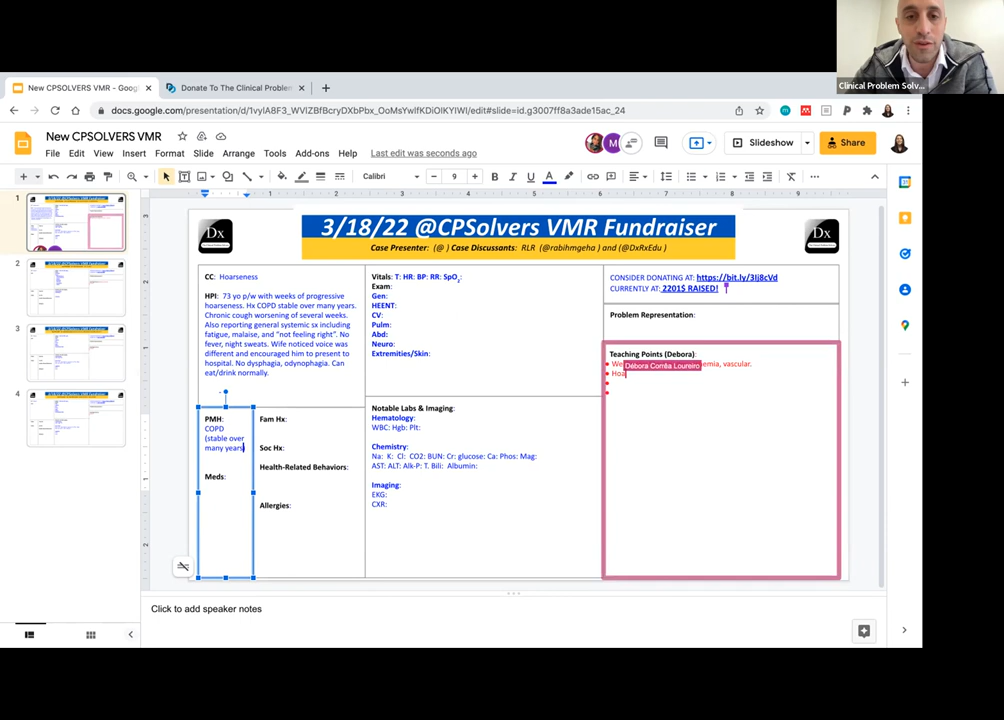 Clinical Problem Solv...
New CPSOLVERS VMR - Goog
Donate To The Clinical Problem
docs.google.com/presentation/d/1vylA8F3_WVIZBfBcryDXbPbx_OoMsYwlfKDiOlKYIWI/edit#slide=id.g3007ff8a3ade15ac_24
New CPSOLVERS VMR
Slideshow
Share
File Edit View Insert Format Slide Arrange Tools Add-ons Help Last edit was seconds ago
Calibri
9
3/18/22 @CPSolvers VMR Fundraiser
Case Presenter: (@ ) Case Discussants: RLR (@rabihmgeha ) and (@DxRxEdu )
Dx
Dx
CC: Hoarseness
HPI: 73 yo p/w with weeks of progressive
hoarseness. Hx COPD stable over many years.
Chronic cough worsening of several weeks.
Also reporting general systemic sx including
fatigue, malaise, and "not feeling right". No
fever, night sweats. Wife noticed voice was
different and encouraged him to present to
hospital. No dysphagia, odynophagia. Can
eat/drink normally.
PMH:
COPD
(stable over
many years)
Meds:
Fam Hx:
Soc Hx:
Health-Related Behaviors:
Allergies:
Vitals: T: HR: BP: RR: SpO2:
Exam:
Gen:
HEENT:
CV:
Pulm:
Abd:
Neuro:
Extremities/Skin:
Notable Labs & Imaging:
Hematology:
WBC: Hgb: Plt:
Chemistry:
Na: K: Cl: CO2: BUN: Cr: glucose: Ca: Phos: Mag:
AST: ALT: Alk-P: T. Bili: Albumin:
Imaging:
EKG:
CXR:
CONSIDER DONATING AT: https://bit.ly/3Ij8cVd
CURRENTLY AT: 2201$ RAISED!
Problem Representation:
Teaching Points (Debora):
vascular.
Débora Corrêa Loureiro
Hoa
Click to add speaker notes